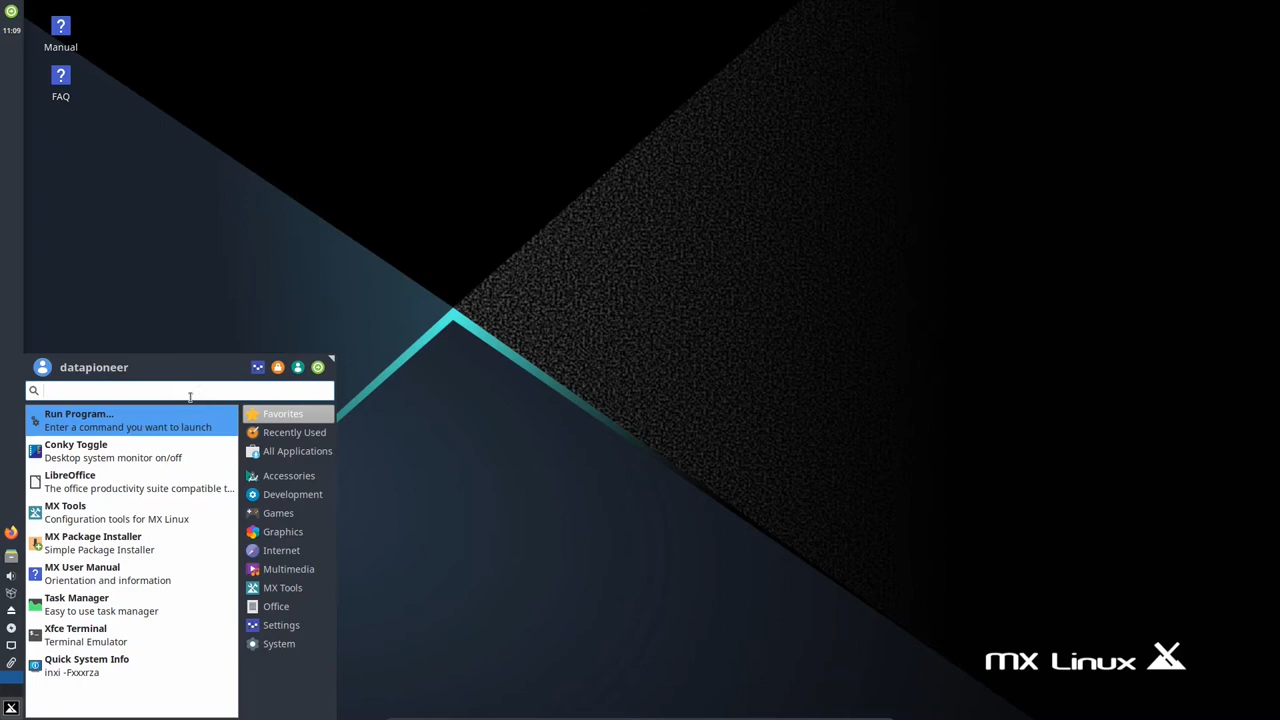 11:09
Manual
FAQ
datapioneer
Run Program...
Enter a command you want to launch
Conky Toggle
Desktop system monitor on/off
LibreOffice
The office productivity suite compatible t...
MX Tools
Configuration tools for MX Linux
MX Package Installer
Simple Package Installer
MX User Manual
Orientation and information
Task Manager
Easy to use task manager
Xfce Terminal
Terminal Emulator
Quick System Info
inxi -Fxxxrza
Favorites
Recently Used
All Applications
Accessories
Development
Games
Graphics
Internet
Multimedia
MX Tools
Office
Settings
System
MX Linux